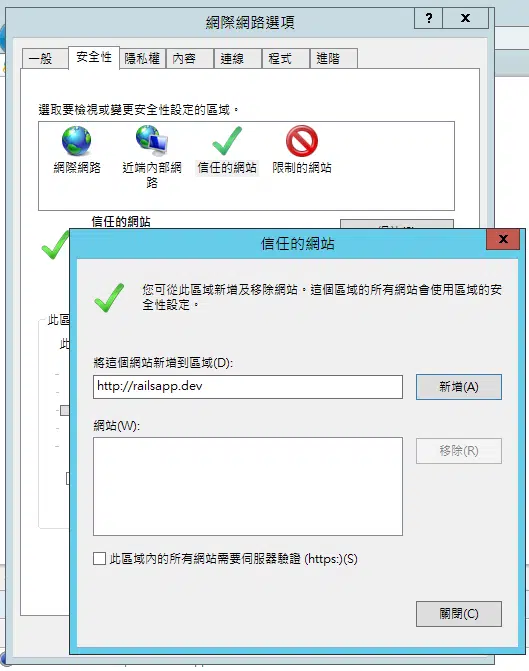 網際網路選項
? x
一般 安全性 隱私權 內容 連線 程式 進階
選取要檢視或變更安全性設定的區域。
網際網路 近端內部網路 信任的網站 限制的網站
信任的網站
信任的網站
x
您可從此區域新增及移除網站。這個區域的所有網站會使用區域的安
全性設定。
此區
此
將這個網站新增到區域(D):
http://railsapp.dev
新增(A)
網站(W):
移除(R)
此區域內的所有網站需要伺服器驗證 (https:)(S)
關閉(C)